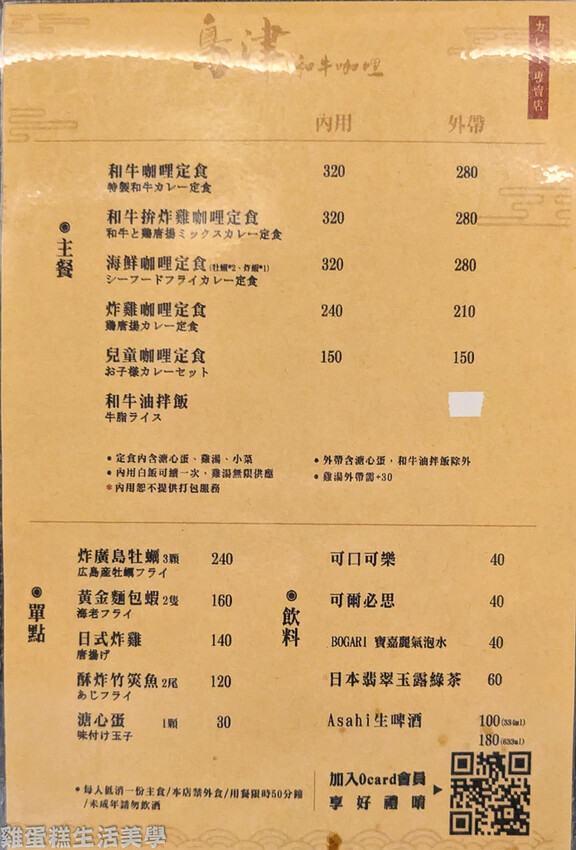 島津 和牛咖哩
カレー専賣店
內用 外帶
主餐
和牛咖哩定食 320 280
特製和牛カレー定食
和牛拚炸雞咖哩定食 320 280
和牛と鶏唐揚ミックスカレー定食
海鮮咖哩定食(牡蠣*2、炸蝦*1) 320 280
シーフードフライカレー定食
炸雞咖哩定食 240 210
鶏唐揚カレー定食
兒童咖哩定食 150 150
お子様カレーセット
和牛油拌飯
牛脂ライス
•定食內含溏心蛋、雞湯、小菜
•內用白飯可續一次，雞湯無限供應
*內用恕不提供打包服務
•外帶含溏心蛋，和牛油拌飯除外
•雞湯外帶需+30
單點
炸廣島牡蠣 3顆 240
広島産牡蠣フライ
黃金麵包蝦 2隻 160
海老フライ
日式炸雞 140
唐揚げ
酥炸竹筴魚 2尾 120
あじフライ
溏心蛋 1顆 30
味付け玉子
飲料
可口可樂 40
可爾必思 40
BOGARI 寶嘉麗氣泡水 40
日本翡翠玉露綠茶 60
Asahi生啤酒 100(334ml)
180(633ml)
•每人低消一份主食/本店禁外食/用餐限時50分鐘
/未成年請勿飲酒
加入Ocard會員
享好禮唷
雞蛋糕生活美學